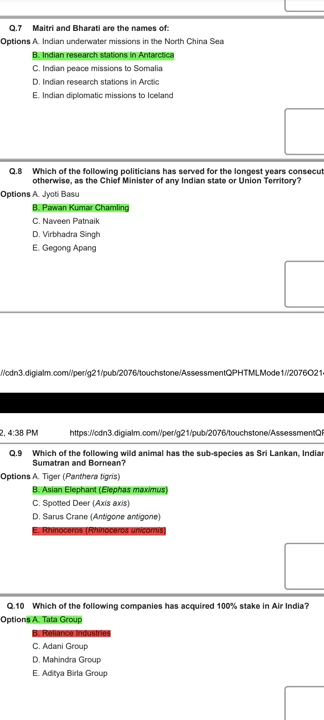 Q.7 Maitri and Bharati are the names of:
Options A. Indian underwater missions in the North China Sea
B. Indian research stations in Antarctica
C. Indian peace missions to Somalia
D. Indian research stations in Arctic
E. Indian diplomatic missions to Iceland
Q.8 Which of the following politicians has served for the longest years consecut
otherwise, as the Chief Minister of any Indian state or Union Territory?
Options A. Jyoti Basu
B. Pawan Kumar Chamling
C. Naveen Patnaik
D. Virbhadra Singh
E. Gegong Apang
//cdn3.digialm.com//per/g21/pub/2076/touchstone/AssessmentQPHTMLMode1//2076O21
2, 4:38 PM https://cdn3.digialm.com//per/g21/pub/2076/touchstone/AssessmentQP
Q.9 Which of the following wild animal has the sub-species as Sri Lankan, Indian
Sumatran and Bornean?
Options A. Tiger (Panthera tigris)
B. Asian Elephant (Elephas maximus)
C. Spotted Deer (Axis axis)
D. Sarus Crane (Antigone antigone)
E. Rhinoceros (Rhinoceros unicornis)
Q.10 Which of the following companies has acquired 100% stake in Air India?
Options A. Tata Group
B. Reliance Industries
C. Adani Group
D. Mahindra Group
E. Aditya Birla Group